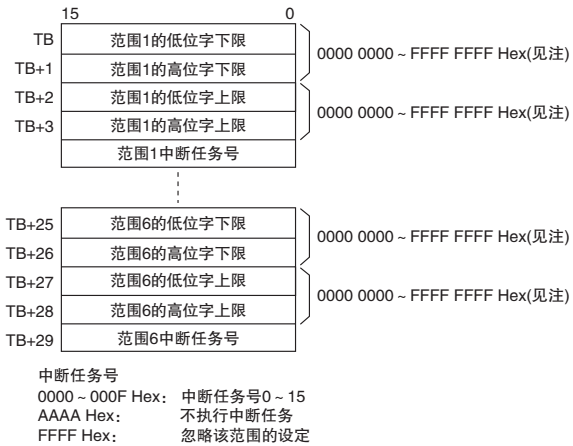 15 0
TB 范围1的低位字下限
0000 0000 ~ FFFF FFFF Hex(见注)
TB+1 范围1的高位字下限
TB+2 范围1的低位字上限
0000 0000 ~ FFFF FFFF Hex(见注)
TB+3 范围1的高位字上限
范围1中断任务号
TB+25 范围6的低位字下限
0000 0000 ~ FFFF FFFF Hex(见注)
TB+26 范围6的高位字下限
TB+27 范围6的低位字上限
0000 0000 ~ FFFF FFFF Hex(见注)
TB+28 范围6的高位字上限
TB+29 范围6中断任务号
中断任务号
0000 ~ 000F Hex： 中断任务号0 ~ 15
AAAA Hex： 不执行中断任务
FFFF Hex： 忽略该范围的设定